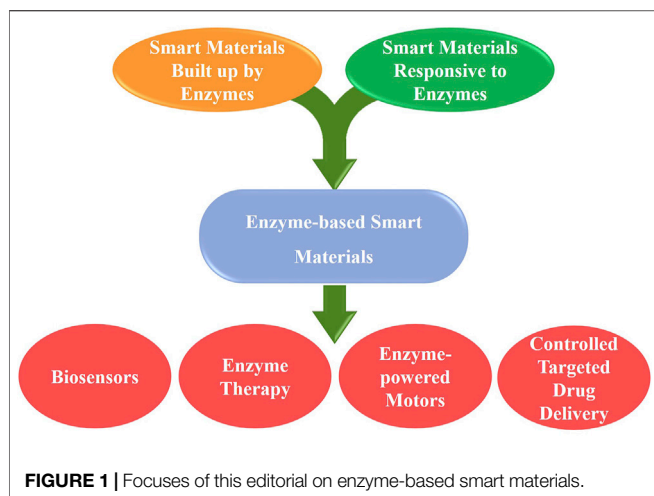 Smart Materials
Built up by
Enzymes
Smart Materials
Responsive to
Enzymes
Enzyme-based Smart
Materials
Biosensors
Enzyme
Therapy
Enzyme-
powered
Motors
Controlled
Targeted
Drug
Delivery
FIGURE 1 | Focuses of this editorial on enzyme-based smart materials.